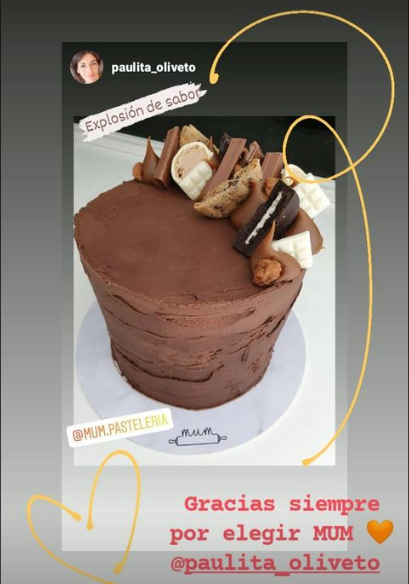 paulita_oliveto
Explosión de sabor
@MUM.PASTELERIA
mum
Gracias siempre
por elegir MUM 🧡
@paulita_oliveto